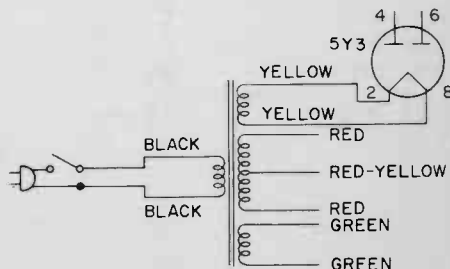 4 6
5Y3
YELLOW
2 8
YELLOW
RED
BLACK
RED-YELLOW
BLACK
RED
GREEN
GREEN